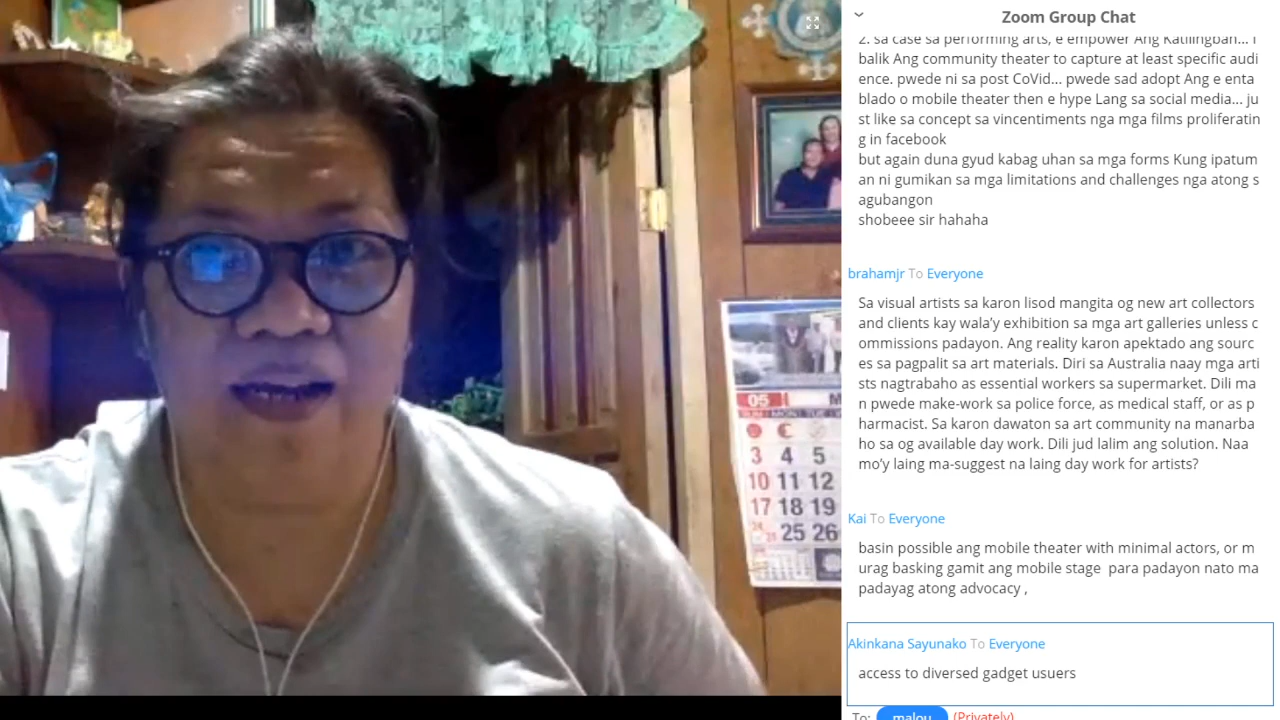 Zoom Group Chat
2. sa case sa performing arts, e empower Ang Katilingban... I
balik Ang community theater to capture at least specific audi
ence. pwede ni sa post CoVid... pwede sad adopt Ang e enta
blado o mobile theater then e hype Lang sa social media... ju
st like sa concept sa vincentiments nga mga films proliferatin
g in facebook
but again duna gyud kabag uhan sa mga forms Kung ipatum
an ni gumikan sa mga limitations and challenges nga atong s
agubangon
shobeee sir hahaha
brahamjr To Everyone
Sa visual artists sa karon lisod mangita og new art collectors
and clients kay wala’y exhibition sa mga art galleries unless c
ommissions padayon. Ang reality karon apektado ang sourc
es sa pagpalit sa art materials. Diri sa Australia naay mga arti
sts nagtrabaho as essential workers sa supermarket. Dili ma
n pwede make-work sa police force, as medical staff, or as p
harmacist. Sa karon dawaton sa art community na manarba
ho sa og available day work. Dili jud lalim ang solution. Naa
mo’y laing ma-suggest na laing day work for artists?
Kai To Everyone
basin possible ang mobile theater with minimal actors, or m
urag basking gamit ang mobile stage para padayon nato ma
padayag atong advocacy ,
Akinkana Sayunako To Everyone
access to diversed gadget usuers
To: malou (Privately)
05 M
SUN MON TUE
3 4 5
10 11 12
17 18 19
24 31 25 26